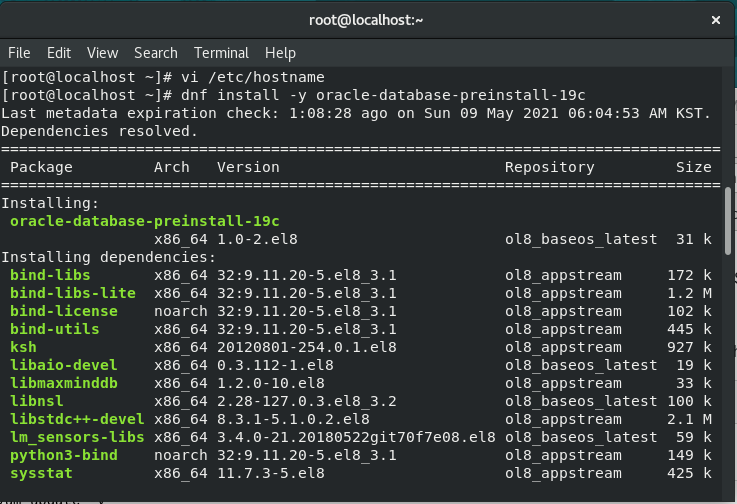 root@localhost:~
File Edit View Search Terminal Help
[root@localhost ~]# vi /etc/hostname
[root@localhost ~]# dnf install -y oracle-database-preinstall-19c
Last metadata expiration check: 1:08:28 ago on Sun 09 May 2021 06:04:53 AM KST.
Dependencies resolved.
================================================================================
Package Arch Version Repository Size
================================================================================
Installing:
oracle-database-preinstall-19c
x86_64 1.0-2.el8 ol8_baseos_latest 31 k
Installing dependencies:
bind-libs x86_64 32:9.11.20-5.el8_3.1 ol8_appstream 172 k
bind-libs-lite x86_64 32:9.11.20-5.el8_3.1 ol8_appstream 1.2 M
bind-license noarch 32:9.11.20-5.el8_3.1 ol8_appstream 102 k
bind-utils x86_64 32:9.11.20-5.el8_3.1 ol8_appstream 445 k
ksh x86_64 20120801-254.0.1.el8 ol8_appstream 927 k
libaio-devel x86_64 0.3.112-1.el8 ol8_baseos_latest 19 k
libmaxminddb x86_64 1.2.0-10.el8 ol8_appstream 33 k
libnsl x86_64 2.28-127.0.3.el8_3.2 ol8_baseos_latest 100 k
libstdc++-devel x86_64 8.3.1-5.1.0.2.el8 ol8_appstream 2.1 M
lm_sensors-libs x86_64 3.4.0-21.20180522git70f7e08.el8 ol8_baseos_latest 59 k
python3-bind noarch 32:9.11.20-5.el8_3.1 ol8_appstream 149 k
sysstat x86_64 11.7.3-5.el8 ol8_appstream 425 k